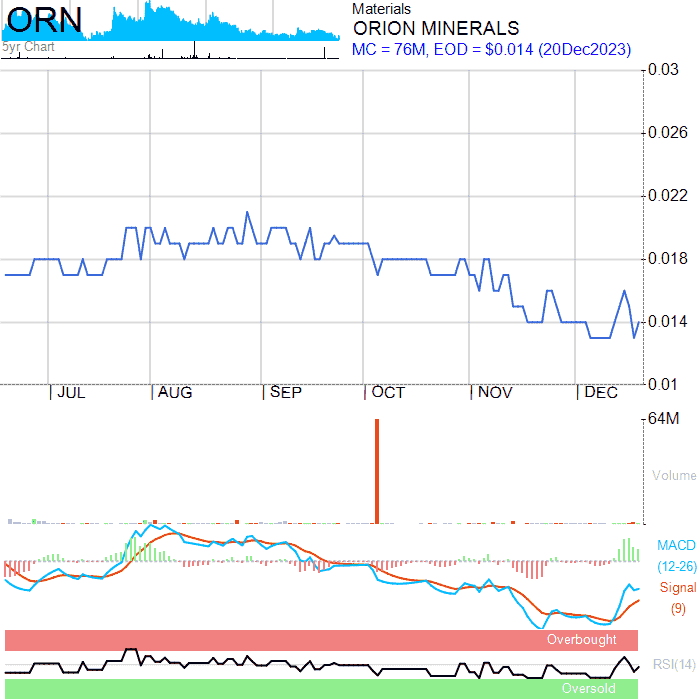 ORN
5yr Chart
Materials
ORION MINERALS
MC = 76M, EOD = $0.014 (20Dec2023)
0.03
0.026
0.022
0.018
0.014
0.01
JUL AUG SEP OCT NOV DEC
64M
Volume
MACD
(12-26)
Signal
(9)
Overbought
RSI(14)
Oversold